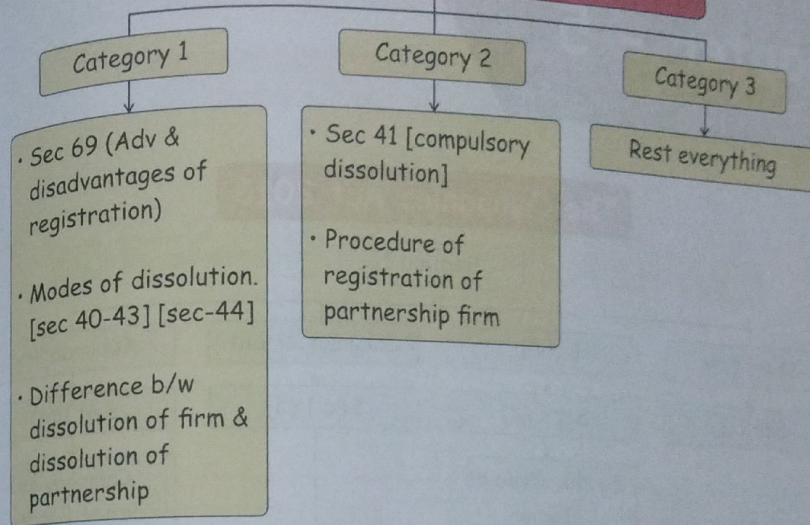 Category 1
· Sec 69 (Adv &
disadvantages of
registration)
· Modes of dissolution.
[sec 40-43] [sec-44]
· Difference b/w
dissolution of firm &
dissolution of
partnership
Category 2
· Sec 41 [compulsory
dissolution]
· Procedure of
registration of
partnership firm
Category 3
Rest everything